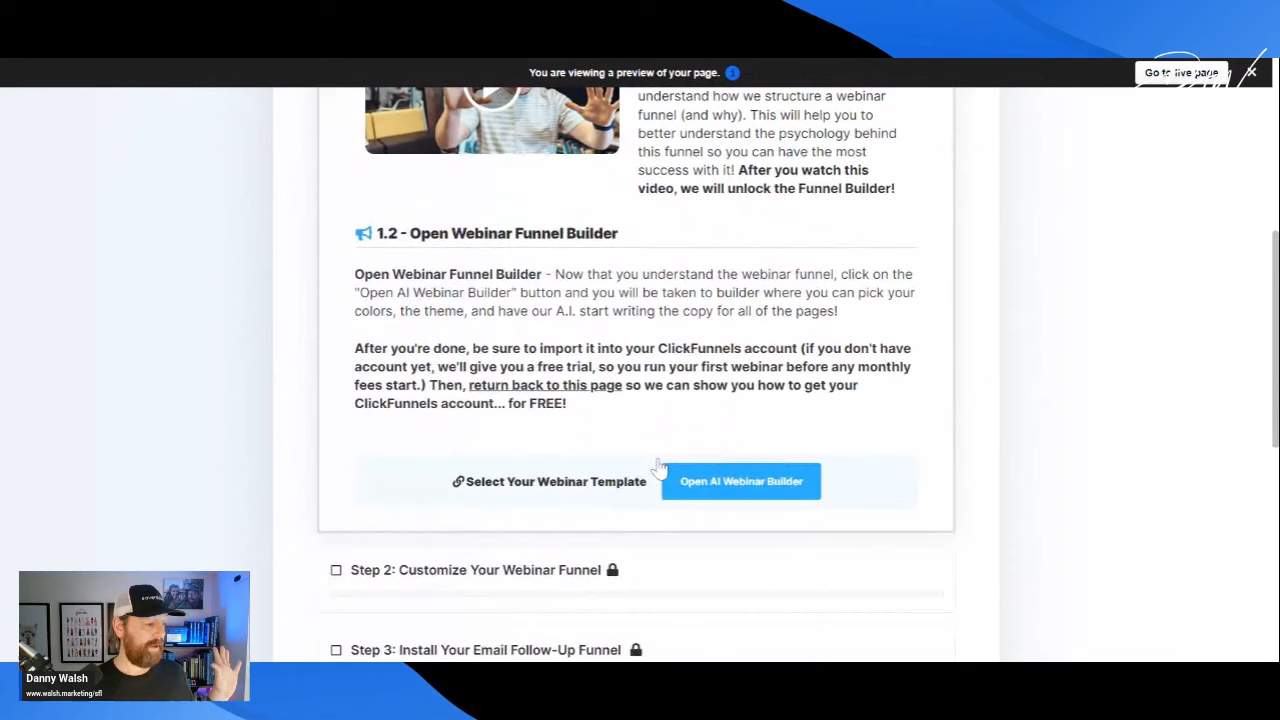 You are viewing a preview of your page.
Go to live page
understand how we structure a webinar
funnel (and why). This will help you to
better understand the psychology behind
this funnel so you can have the most
success with it! After you watch this
video, we will unlock the Funnel Builder!
1.2 - Open Webinar Funnel Builder
Open Webinar Funnel Builder - Now that you understand the webinar funnel, click on the
"Open AI Webinar Builder" button and you will be taken to builder where you can pick your
colors, the theme, and have our A.I. start writing the copy for all of the pages!
After you're done, be sure to import it into your ClickFunnels account (if you don't have
account yet, we'll give you a free trial, so you run your first webinar before any monthly
fees start.) Then, return back to this page so we can show you how to get your
ClickFunnels account... for FREE!
Select Your Webinar Template
Open AI Webinar Builder
Step 2: Customize Your Webinar Funnel
Step 3: Install Your Email Follow-Up Funnel
Danny Walsh
www.walsh.marketing/sfl